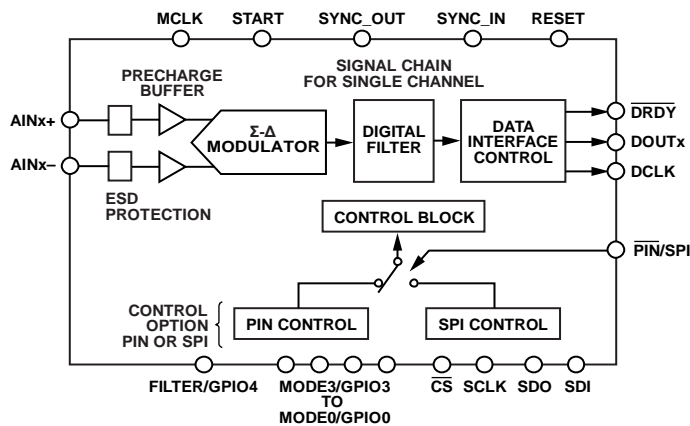 MCLK START SYNC_OUT SYNC_IN RESET
PRECHARGE
BUFFER
SIGNAL CHAIN
FOR SINGLE CHANNEL
AINx+
AINx–
Σ-Δ
MODULATOR
DIGITAL
FILTER
DATA
INTERFACE
CONTROL
DRDY
DOUTx
DCLK
ESD
PROTECTION
CONTROL BLOCK
PIN/SPI
CONTROL
OPTION
PIN OR SPI
PIN CONTROL
SPI CONTROL
FILTER/GPIO4
MODE3/GPIO3
TO
MODE0/GPIO0
CS SCLK SDO SDI